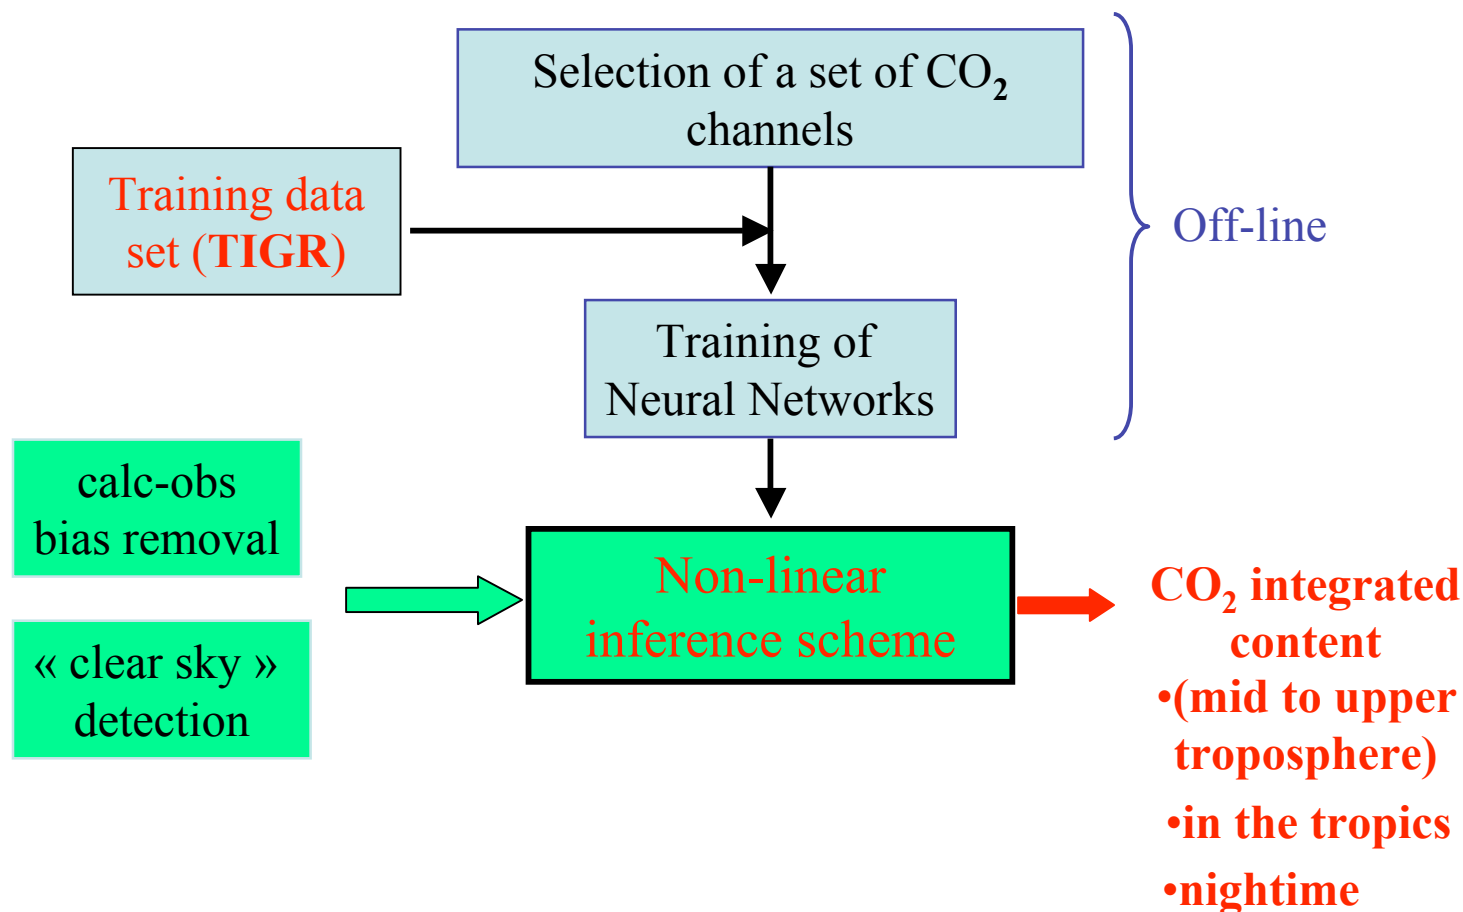 Selection of a set of CO₂
channels
Training data
set (TIGR)
Off-line
Training of
Neural Networks
calc-obs
bias removal
« clear sky »
detection
Non-linear
inference scheme
CO₂ integrated
content
•(mid to upper
troposphere)
•in the tropics
•nightime